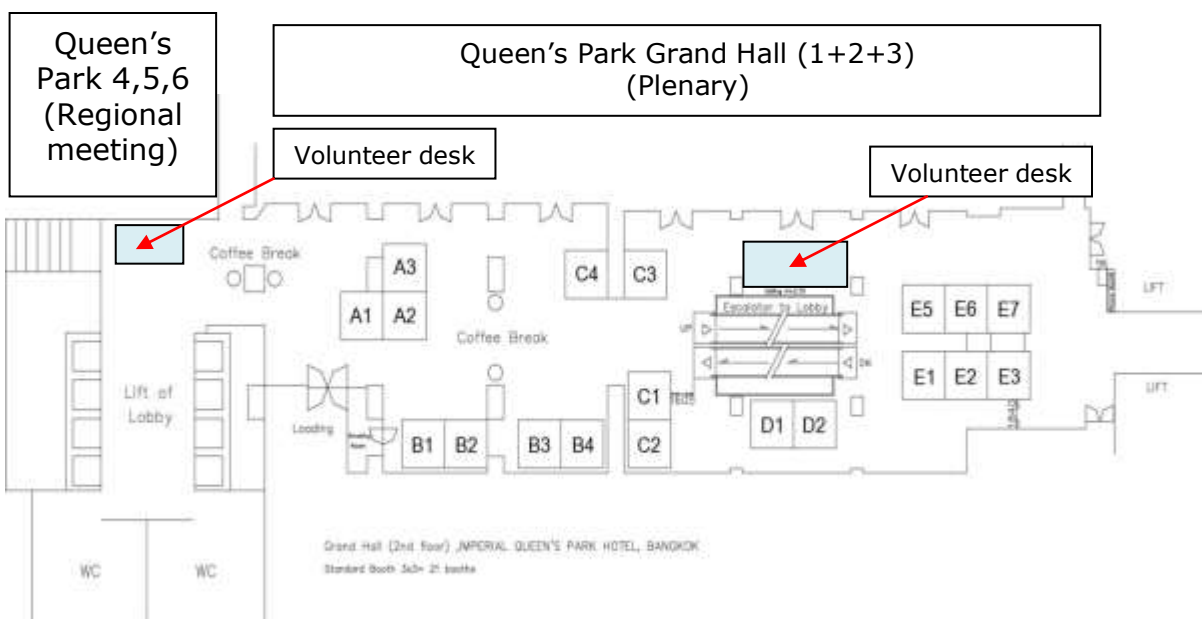 Queen's
Park 4,5,6
(Regional
meeting)
Queen's Park Grand Hall (1+2+3)
(Plenary)
Volunteer desk
Volunteer desk
Coffee Break
A3
A1
A2
Coffee Break
C4
C3
Escalator to Lobby
UP
DN
E5
E6
E7
E1
E2
E3
LIFT
LIFT
Lift of
Lobby
Loading
B1
B2
B3
B4
C1
C2
D1
D2
WC
WC
Grand Hall (2nd floor) ,IMPERIAL QUEEN'S PARK HOTEL, BANGKOK
Standard Booth 3x3= 21 booths